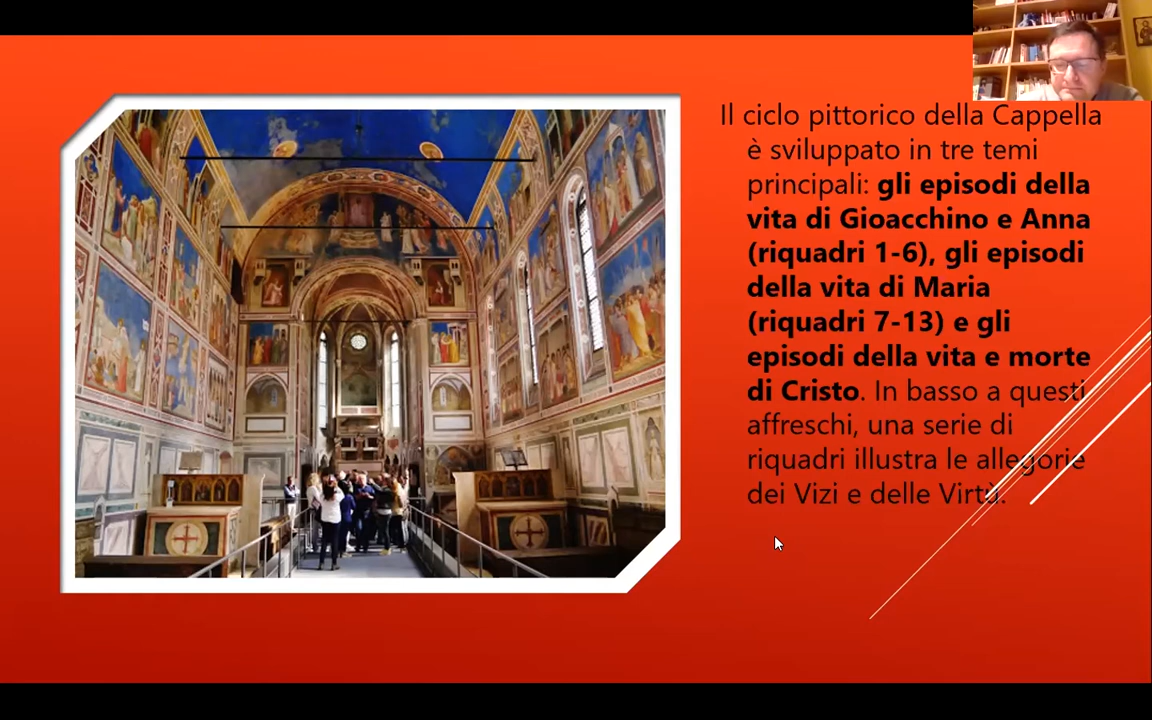 Il ciclo pittorico della Cappella
è sviluppato in tre temi
principali: gli episodi della
vita di Gioacchino e Anna
(riquadri 1-6), gli episodi
della vita di Maria
(riquadri 7-13) e gli
episodi della vita e morte
di Cristo. In basso a questi
affreschi, una serie di
riquadri illustra le allegorie
dei Vizi e delle Virtù.